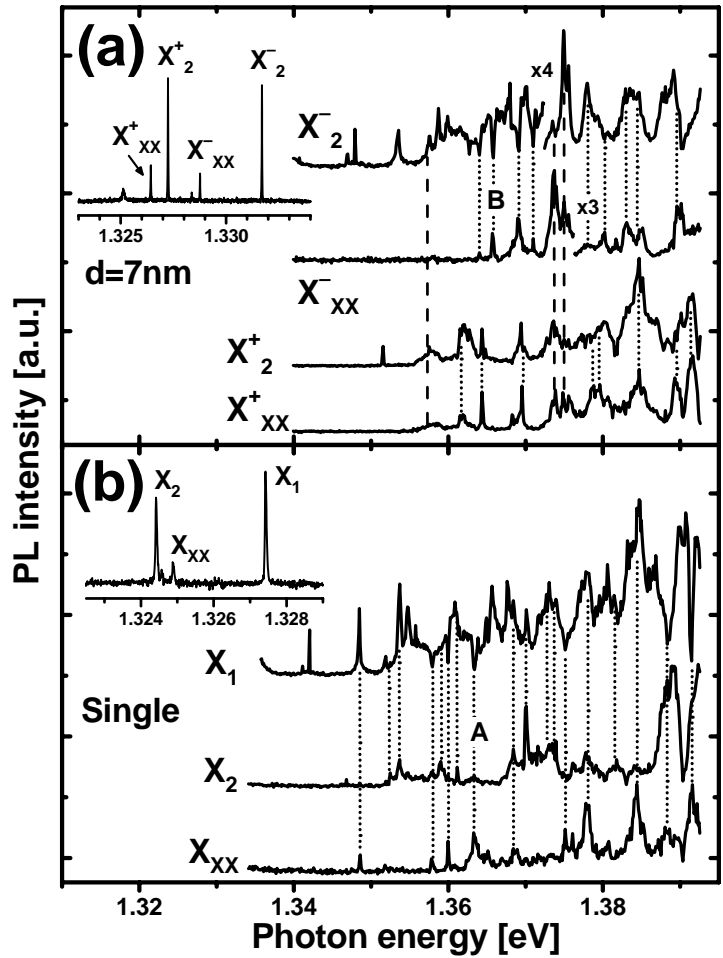 (a)
X⁺₂
X⁻₂
X⁺XX
X⁻XX
1.325
1.330
d=7nm
x4
X⁻₂
B
x3
X⁻XX
X⁺₂
X⁺XX
PL intensity [a.u.]
(b)
X₂
X₁
XXX
1.324
1.326
1.328
X₁
A
Single
X₂
XXX
1.32
1.34
1.36
1.38
Photon energy [eV]